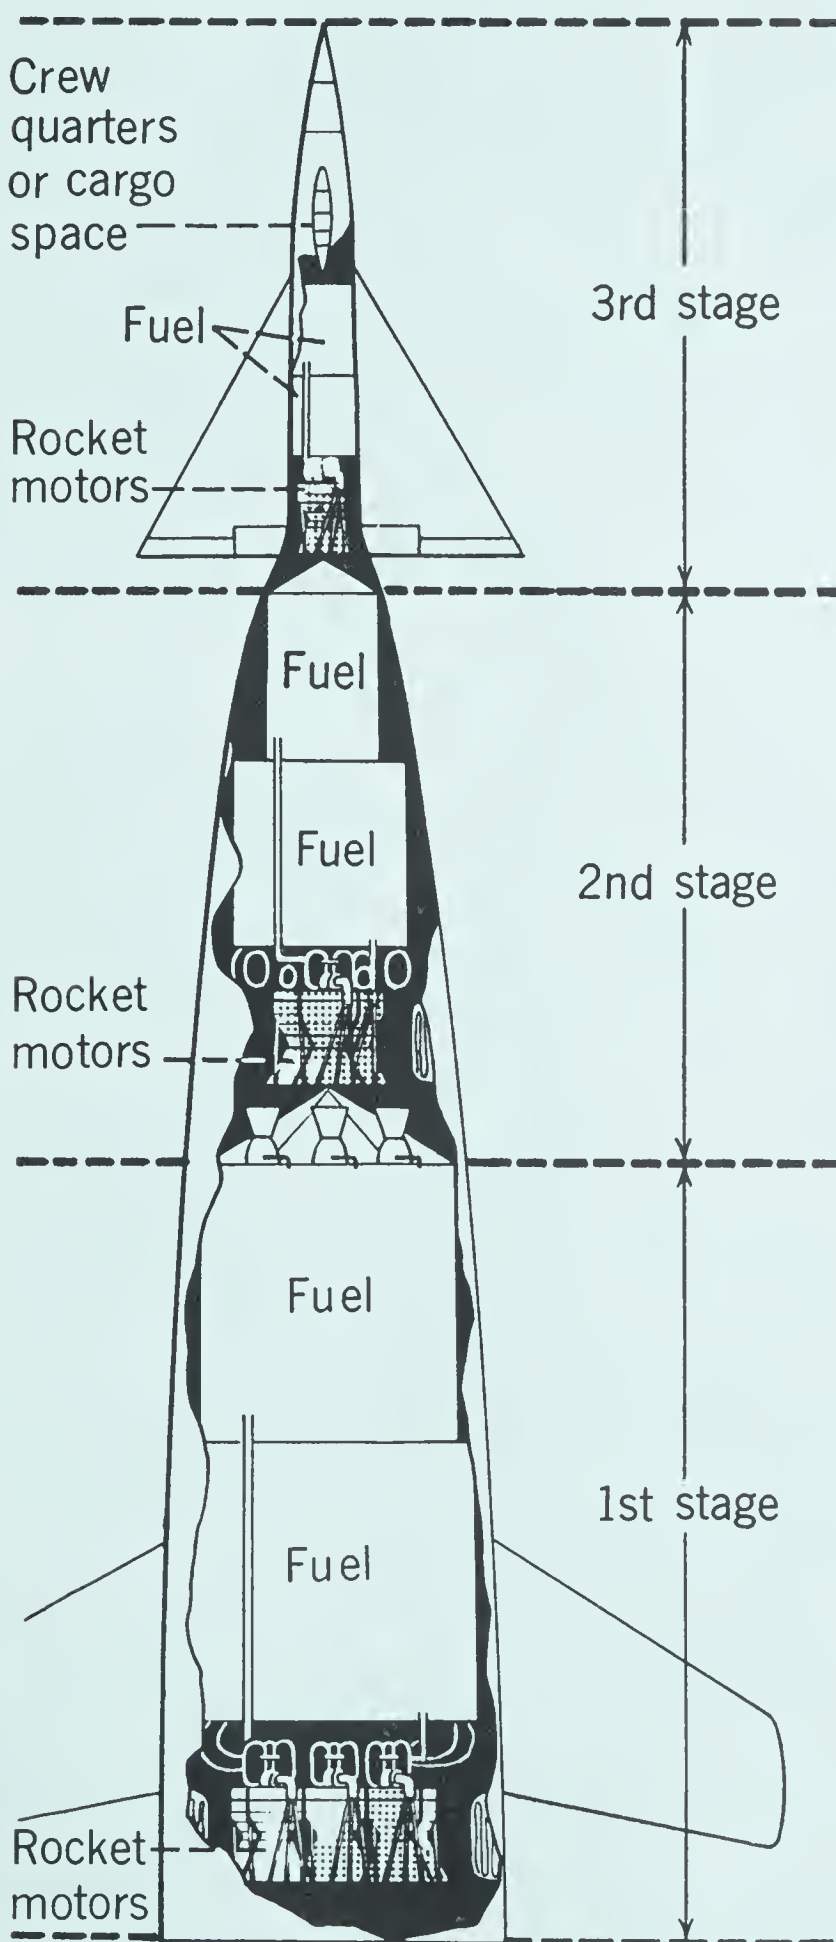 Crew
quarters
or cargo
space
3rd stage
Fuel
Rocket
motors
Fuel
Fuel
2nd stage
Rocket
motors
Fuel
1st stage
Fuel
Rocket
motors